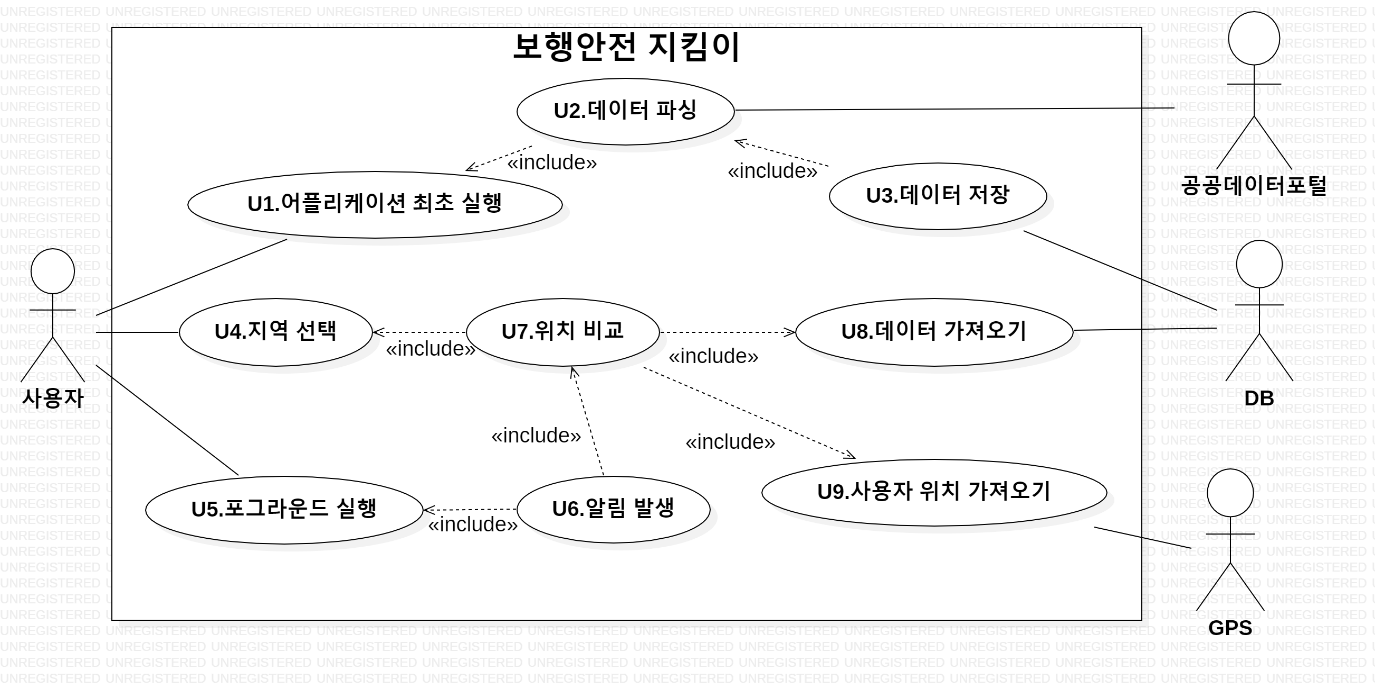 보행안전 지킴이
U2.데이터 파싱
«include»
«include»
U1.어플리케이션 최초 실행
U3.데이터 저장
공공데이터포털
U4.지역 선택
U7.위치 비교
U8.데이터 가져오기
«include»
«include»
사용자
DB
«include»
«include»
U9.사용자 위치 가져오기
U5.포그라운드 실행
U6.알림 발생
«include»
GPS